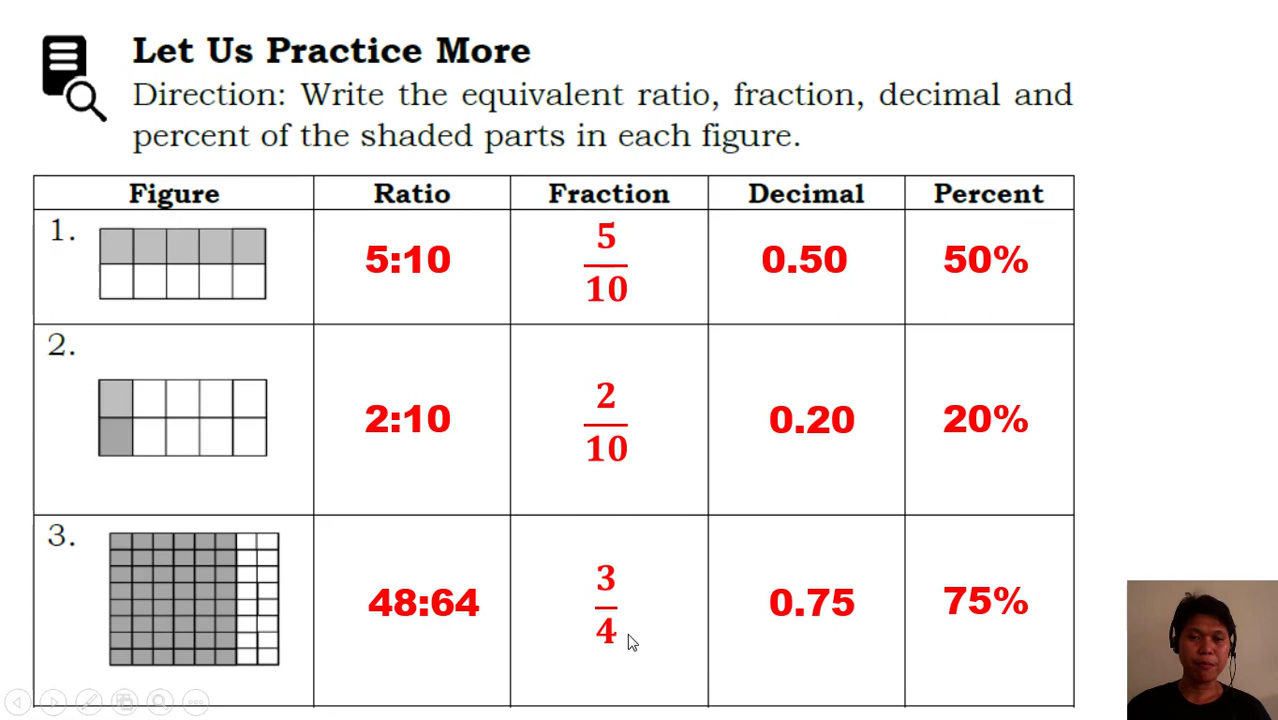 Let Us Practice More
Direction: Write the equivalent ratio, fraction, decimal and
percent of the shaded parts in each figure.
Figure Ratio Fraction Decimal Percent
1. 5:10 5/10 0.50 50%
2. 2:10 2/10 0.20 20%
3. 48:64 3/4 0.75 75%